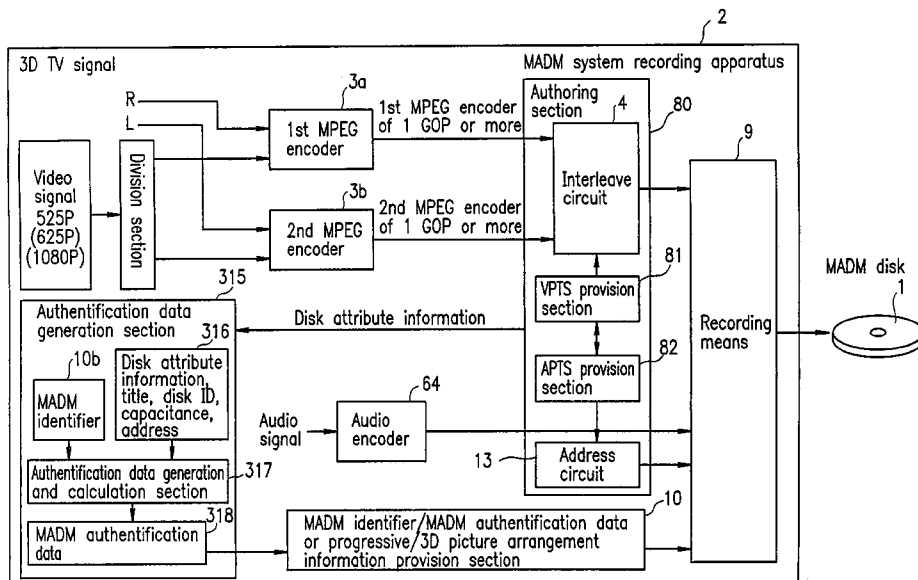 2
3D TV signal
MADM system recording apparatus
R
L
3a
1st MPEG
encoder
1st MPEG encoder
of 1 GOP or more
Authoring
section
4
80
Interleave
circuit
9
Video
signal
525P
(625P)
(1080P)
Division section
3b
2nd MPEG
encoder
2nd MPEG encoder
of 1 GOP or more
81
VPTS provision
section
MADM disk
1
Recording
means
315
Authentification data
generation section
316
Disk attribute information
10b
MADM
identifier
Disk attribute
information,
title, disk ID,
capacitance,
address
82
APTS provision
section
64
Audio
signal
Audio
encoder
13
Address
circuit
Authentification data generation
and calculation section
317
318
MADM authentification
data
10
MADM identifier/MADM authentification data
or progressive/3D picture arrangement
information provision section